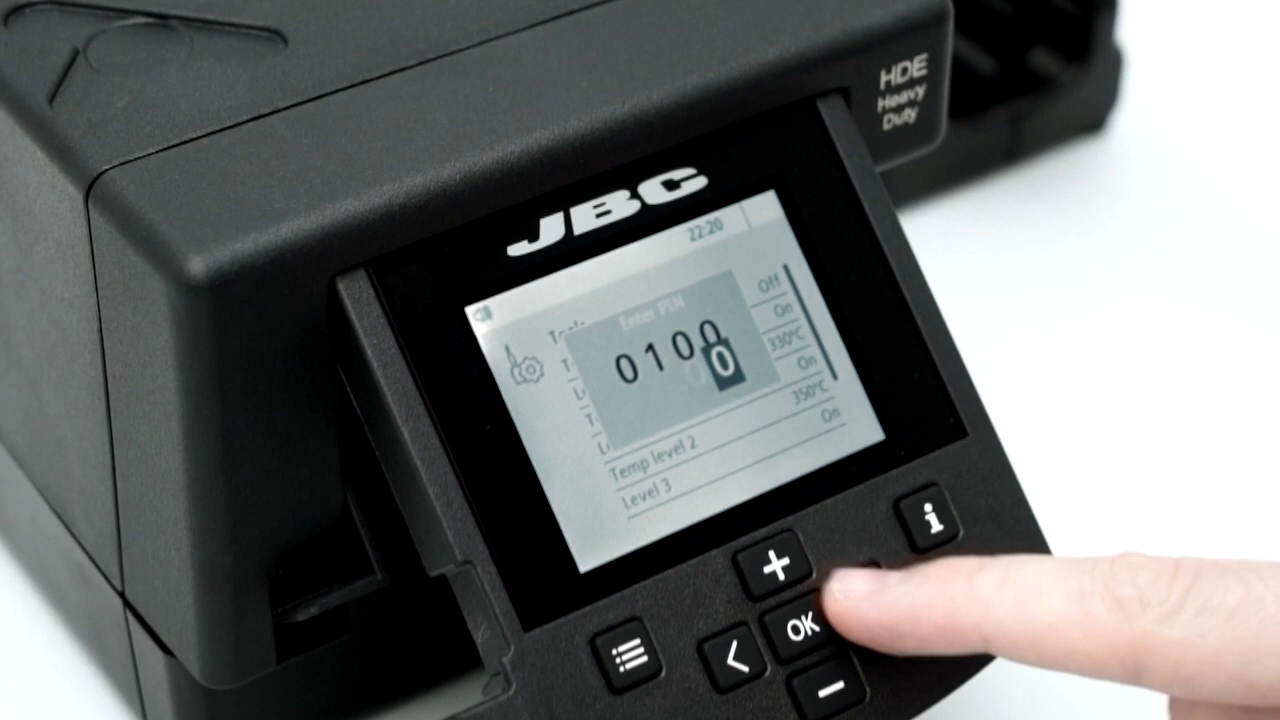 HDE
Heavy
Duty
JBC
22:20
Enter PIN
Off
On
330°C
0100
0
On
350°C
Temp level 2
On
Level 3
i
+
OK
−